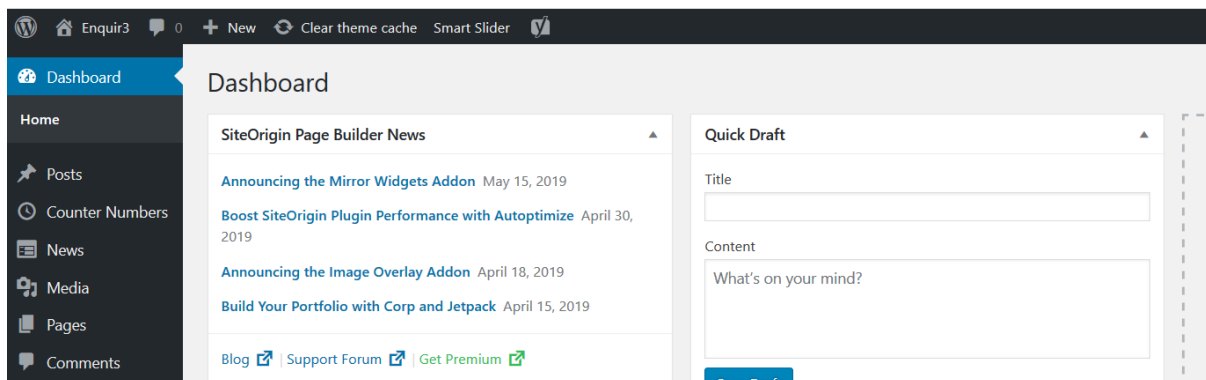 Enquir3 0 New Clear theme cache Smart Slider
Dashboard
Home
Posts
Counter Numbers
News
Media
Pages
Comments
Dashboard
SiteOrigin Page Builder News
Announcing the Mirror Widgets Addon May 15, 2019
Boost SiteOrigin Plugin Performance with Autoptimize April 30,
2019
Announcing the Image Overlay Addon April 18, 2019
Build Your Portfolio with Corp and Jetpack April 15, 2019
Blog | Support Forum | Get Premium
Quick Draft
Title
Content
What's on your mind?